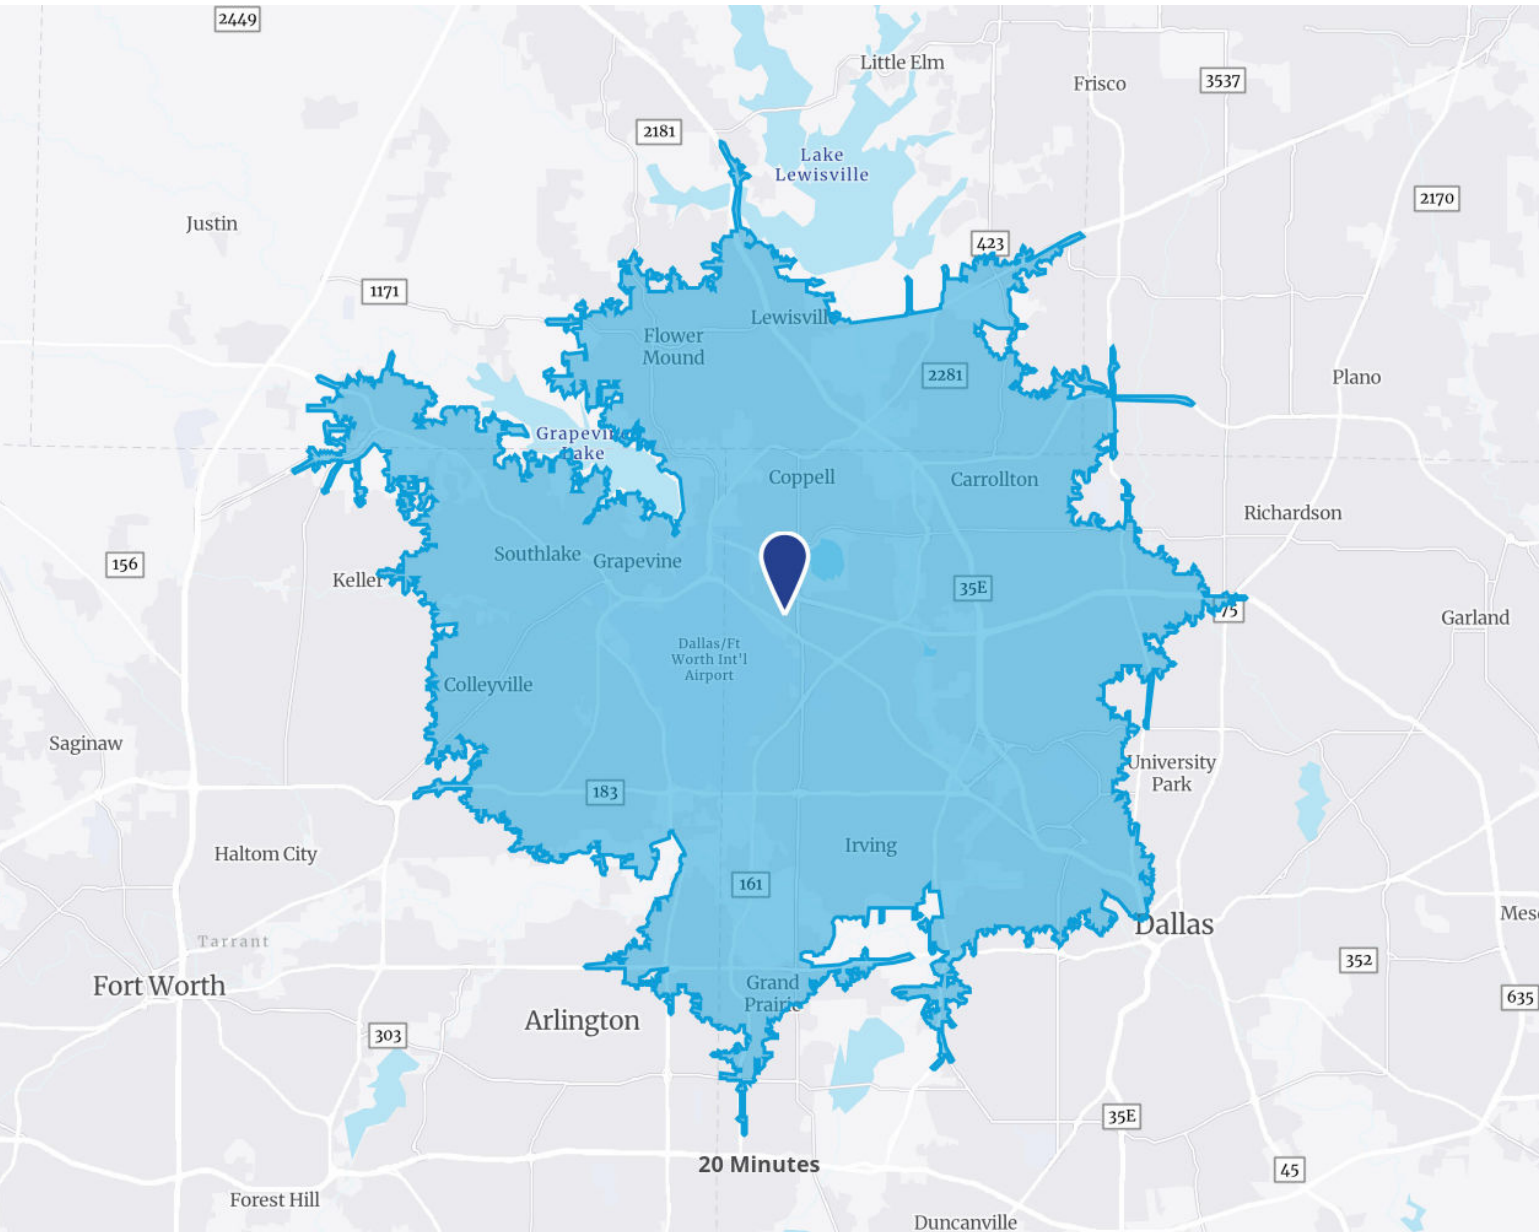 2449
Little Elm
Frisco
3537
2181
Lake
Lewisville
2170
Justin
423
1171
Lewisville
Flower
Mound
2281
Plano
Grapevine
Lake
Coppell
Carrollton
Richardson
Southlake
Grapevine
156
Keller
35E
75
Garland
Dallas/Ft
Worth Int'l
Airport
Colleyville
Saginaw
University
Park
183
Irving
Haltom City
161
Dallas
Mes
Tarrant
352
Fort Worth
Grand
Prairie
635
Arlington
303
35E
20 Minutes
45
Forest Hill
Duncanville